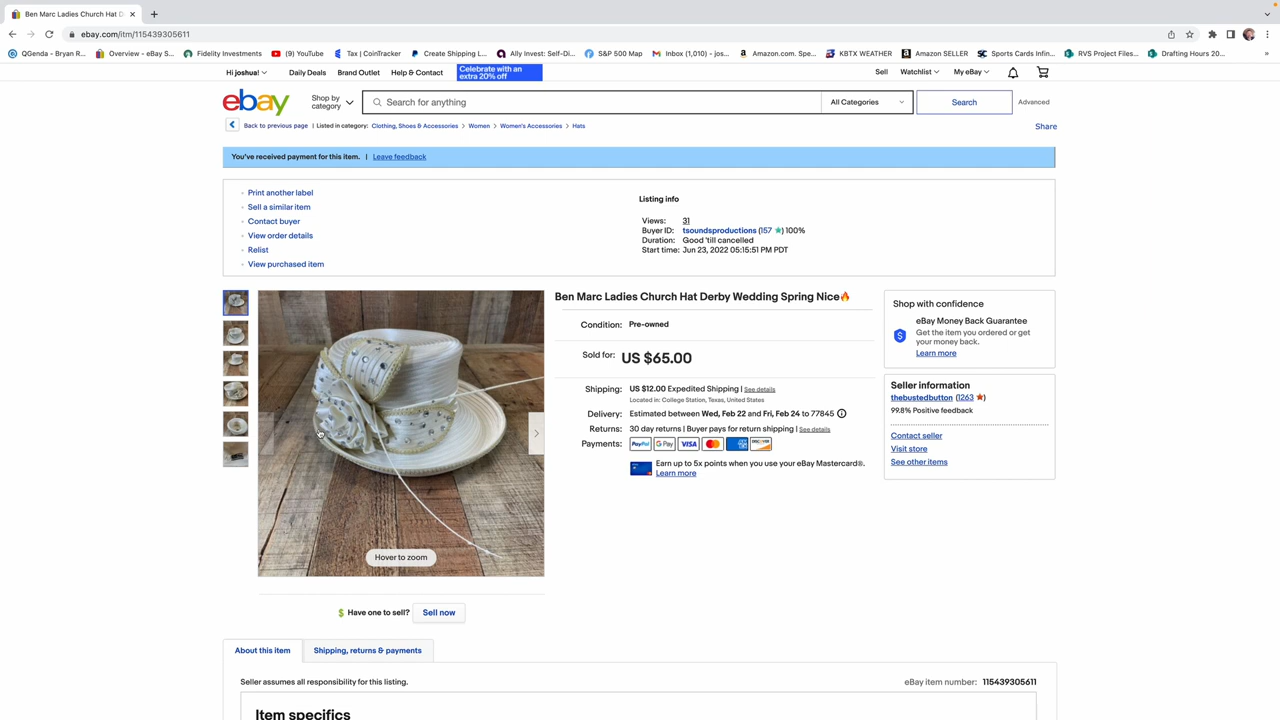 Ben Marc Ladies Church Hat D
ebay.com/itm/115439305611
QGenda - Bryan R...
Overview - eBay S...
Fidelity Investments
(9) YouTube
Tax | CoinTracker
Create Shipping L...
Ally Invest: Self-Di...
S&P 500 Map
Inbox (1,010) - jos...
Amazon.com. Spe...
KBTX WEATHER
Amazon SELLER
Sports Cards Infin...
RVS Project Files...
Drafting Hours 20...
Hi joshua!
Daily Deals
Brand Outlet
Help & Contact
Celebrate with an
extra 20% off
Sell
Watchlist
My eBay
ebay
Shop by
category
Search for anything
All Categories
Search
Advanced
Back to previous page | Listed in category: Clothing, Shoes & Accessories > Women > Women's Accessories > Hats
Share
You've received payment for this item. | Leave feedback
Print another label
Sell a similar item
Contact buyer
View order details
Relist
View purchased item
Listing info
Views: 31
Buyer ID: tsoundsproductions (157 ★) 100%
Duration: Good 'till cancelled
Start time: Jun 23, 2022 05:15:51 PM PDT
Hover to zoom
Have one to sell? Sell now
Ben Marc Ladies Church Hat Derby Wedding Spring Nice🔥
Condition: Pre-owned
Sold for: US $65.00
Shipping: US $12.00 Expedited Shipping | See details
Located in: College Station, Texas, United States
Delivery: Estimated between Wed, Feb 22 and Fri, Feb 24 to 77845
Returns: 30 day returns | Buyer pays for return shipping | See details
Payments: PayPal G Pay VISA DISCOVER
Earn up to 5x points when you use your eBay Mastercard®.
Learn more
Shop with confidence
eBay Money Back Guarantee
Get the item you ordered or get
your money back.
Learn more
Seller information
thebustedbutton (1263 ★)
99.8% Positive feedback
Contact seller
Visit store
See other items
About this item
Shipping, returns & payments
Seller assumes all responsibility for this listing.
eBay item number: 115439305611
Item specifics